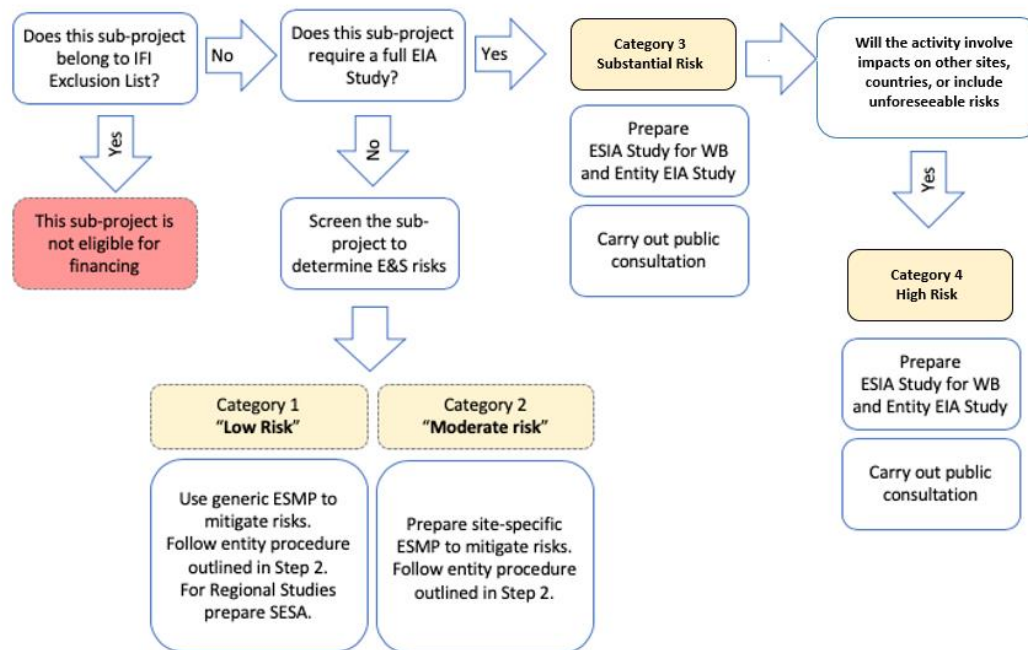 Does this sub-project
belong to IFI
Exclusion List?
No
Does this sub-project
require a full EIA
Study?
Yes
Category 3
Substantial Risk
Will the activity involve
impacts on other sites,
countries, or include
unforeseeable risks
Yes
This sub-project is
not eligible for
financing
No
Screen the sub-
project to
determine E&S risks
Prepare
ESIA Study for WB
and Entity EIA Study
Carry out public
consultation
Yes
Category 4
High Risk
Prepare
ESIA Study for WB
and Entity EIA Study
Carry out public
consultation
Category 1
“Low Risk”
Use generic ESMP to
mitigate risks.
Follow entity procedure
outlined in Step 2.
For Regional Studies
prepare SESA.
Category 2
“Moderate risk”
Prepare site-specific
ESMP to mitigate risks.
Follow entity procedure
outlined in Step 2.